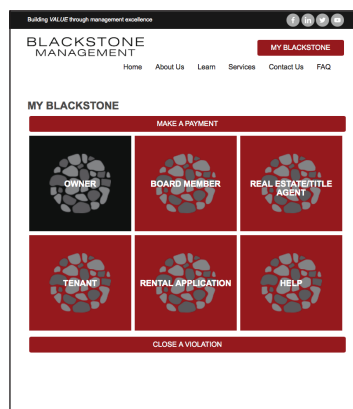 Building VALUE through management excellence
BLACKSTONE
MANAGEMENT
MY BLACKSTONE
Home About Us Learn Services Contact Us FAQ
MY BLACKSTONE
MAKE A PAYMENT
OWNER
BOARD MEMBER
REAL ESTATE/TITLE
AGENT
TENANT
RENTAL APPLICATION
HELP
CLOSE A VIOLATION